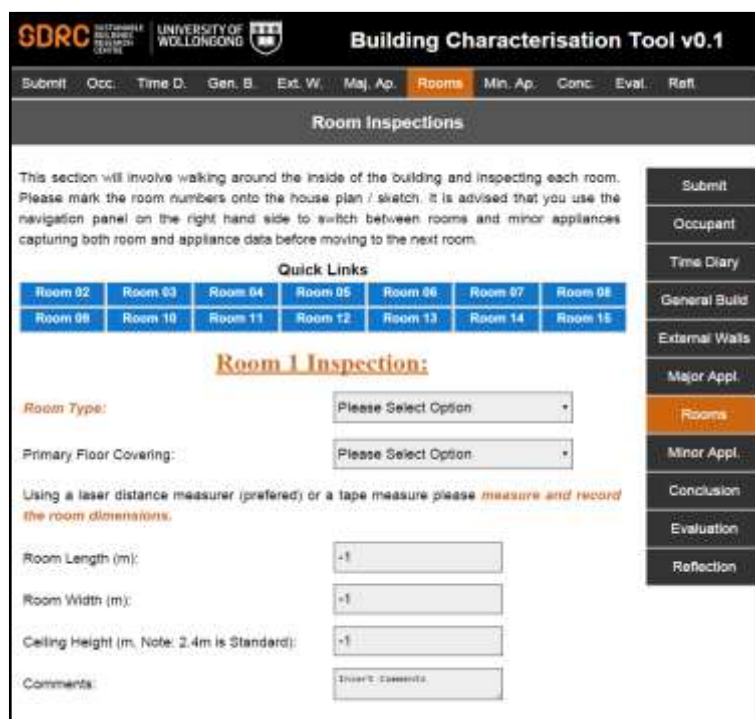 SDRC SUSTAINABLE BUILDINGS RESEARCH CENTRE UNIVERSITY OF WOLLONGONG Building Characterisation Tool v0.1
Submit Occ. Time D. Gen. B. Ext. W. Maj. Ap. Rooms Min. Ap. Conc. Eval. Refl.
Room Inspections
This section will involve walking around the inside of the building and inspecting each room.
Please mark the room numbers onto the house plan / sketch. It is advised that you use the
navigation panel on the right hand side to switch between rooms and minor appliances
capturing both room and appliance data before moving to the next room.
Quick Links
Room 02 Room 03 Room 04 Room 05 Room 06 Room 07 Room 08
Room 09 Room 10 Room 11 Room 12 Room 13 Room 14 Room 15
Room 1 Inspection:
Room Type: Please Select Option
Primary Floor Covering: Please Select Option
Using a laser distance measurer (prefered) or a tape measure please measure and record
the room dimensions.
Room Length (m): -1
Room Width (m): -1
Ceiling Height (m, Note: 2.4m is Standard): -1
Comments: Insert Comments
Submit
Occupant
Time Diary
General Build
External Walls
Major Appl.
Rooms
Minor Appl.
Conclusion
Evaluation
Reflection